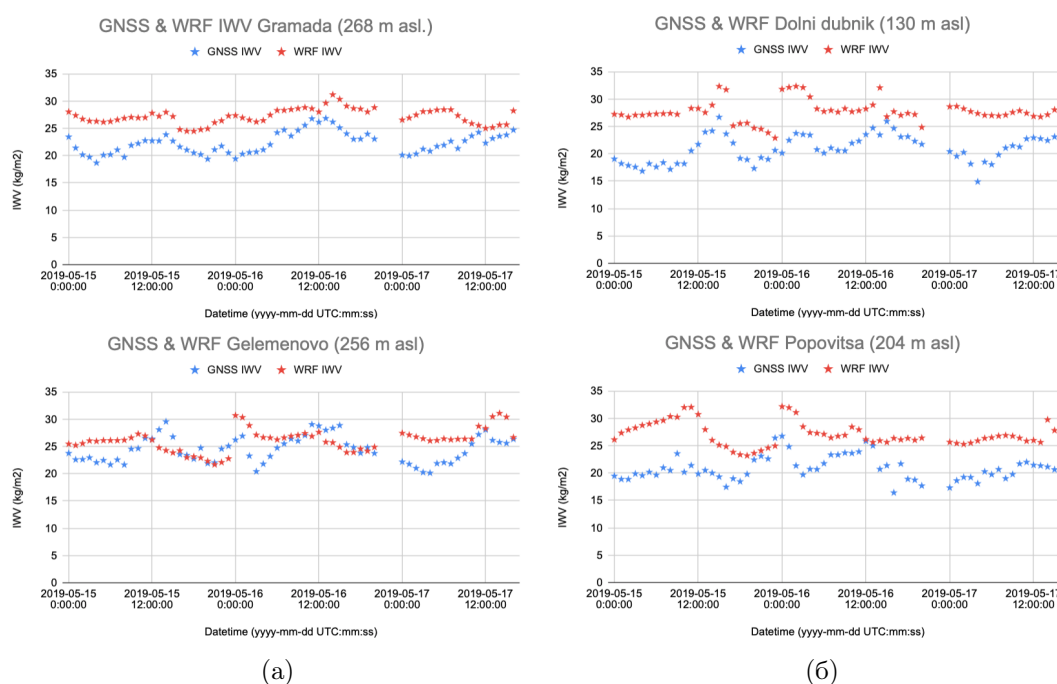 GNSS & WRF IWV Gramada (268 m asl.)
GNSS IWV WRF IWV
35
30
25
20
15
10
5
0
IWV (kg/m2)
2019-05-15 2019-05-15 2019-05-16 2019-05-16 2019-05-17 2019-05-17
0:00:00 12:00:00 0:00:00 12:00:00 0:00:00 12:00:00
Datetime (yyyy-mm-dd UTC:mm:ss)
GNSS & WRF Dolni dubnik (130 m asl)
GNSS IWV WRF IWV
35
30
25
20
15
10
5
0
IWV (kg/m2)
2019-05-15 2019-05-15 2019-05-16 2019-05-16 2019-05-17 2019-05-17
0:00:00 12:00:00 0:00:00 12:00:00 0:00:00 12:00:00
Datetime (yyyy-mm-dd UTC:mm:ss)
GNSS & WRF Gelemenovo (256 m asl)
GNSS IWV WRF IWV
35
30
25
20
15
10
5
0
IWV (kg/m2)
2019-05-15 2019-05-15 2019-05-16 2019-05-16 2019-05-17 2019-05-17
0:00:00 12:00:00 0:00:00 12:00:00 0:00:00 12:00:00
Datetime (yyyy-mm-dd UTC:mm:ss)
GNSS & WRF Popovitsa (204 m asl)
GNSS IWV WRF IWV
35
30
25
20
15
10
5
0
IWV (kg/m2)
2019-05-15 2019-05-15 2019-05-16 2019-05-16 2019-05-17 2019-05-17
0:00:00 12:00:00 0:00:00 12:00:00 0:00:00 12:00:00
Datetime (yyyy-mm-dd UTC:mm:ss)
(а) (б)